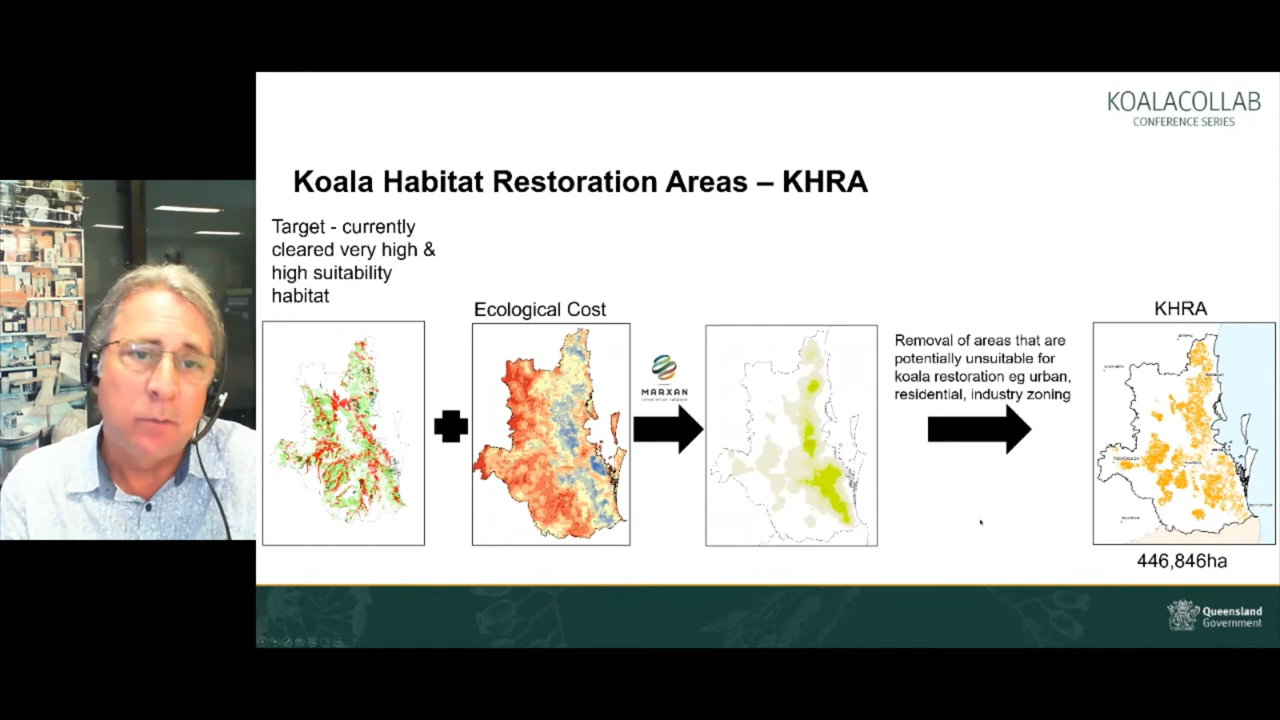 KOALACOLLAB
CONFERENCE SERIES
Koala Habitat Restoration Areas – KHRA
Target - currently
cleared very high &
high suitability
habitat
Ecological Cost
MARXAN
Removal of areas that are
potentially unsuitable for
koala restoration eg urban,
residential, industry zoning
KHRA
446,846ha
Queensland
Government